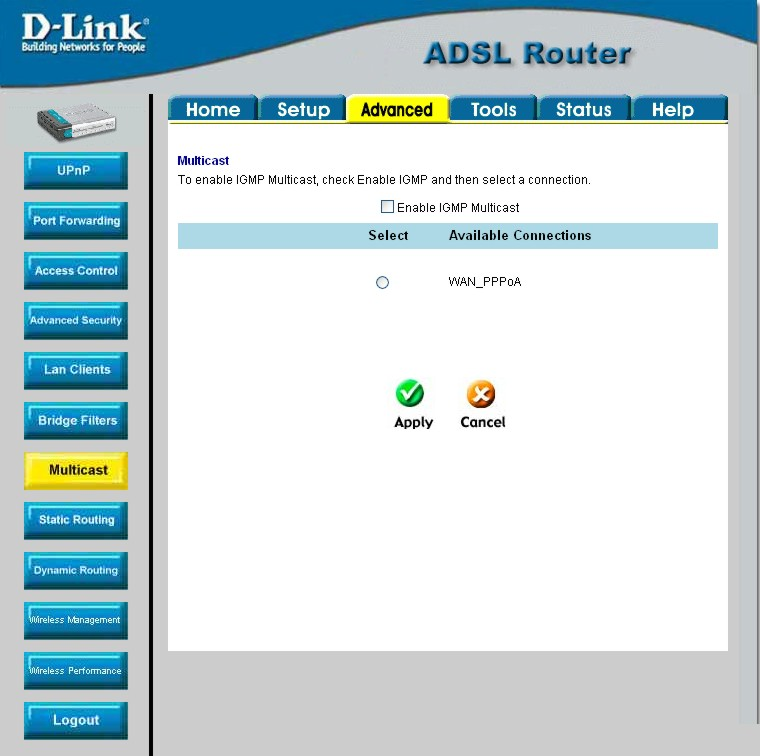 D-Link®
Building Networks for People
ADSL Router
Home Setup Advanced Tools Status Help
UPnP
Port Forwarding
Access Control
Advanced Security
Lan Clients
Bridge Filters
Multicast
Static Routing
Dynamic Routing
Wireless Management
Wireless Performance
Logout
Multicast
To enable IGMP Multicast, check Enable IGMP and then select a connection.
Enable IGMP Multicast
Select Available Connections
WAN_PPPoA
Apply Cancel